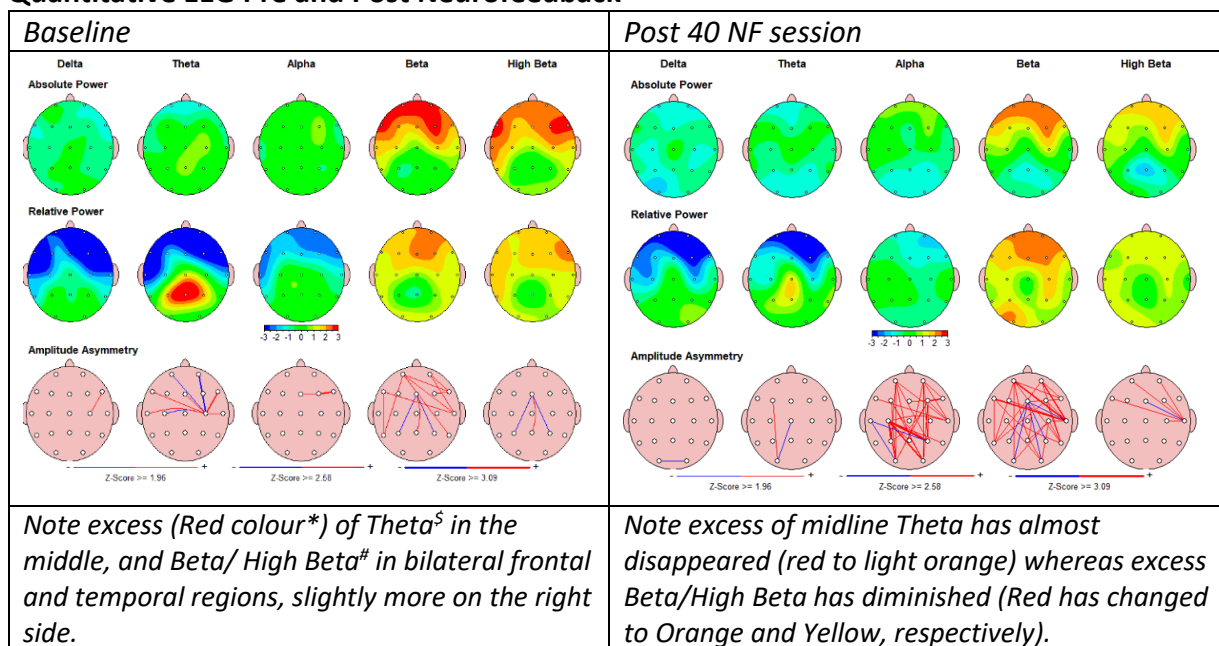 Quantitative EEG Pre and Post Neurofeedback
Baseline
Post 40 NF session
Delta Theta Alpha Beta High Beta
Absolute Power
Relative Power
-3 -2 -1 0 1 2 3
Amplitude Asymmetry
- + - + - +
Z-Score >= 1.96 Z-Score >= 2.58 Z-Score >= 3.09
Delta Theta Alpha Beta High Beta
Absolute Power
Relative Power
-3 -2 -1 0 1 2 3
Amplitude Asymmetry
- + - + - +
Z-Score >= 1.96 Z-Score >= 2.58 Z-Score >= 3.09
Note excess (Red colour*) of Theta$ in the
middle, and Beta/ High Beta# in bilateral frontal
and temporal regions, slightly more on the right
side.
Note excess of midline Theta has almost
disappeared (red to light orange) whereas excess
Beta/High Beta has diminished (Red has changed
to Orange and Yellow, respectively).